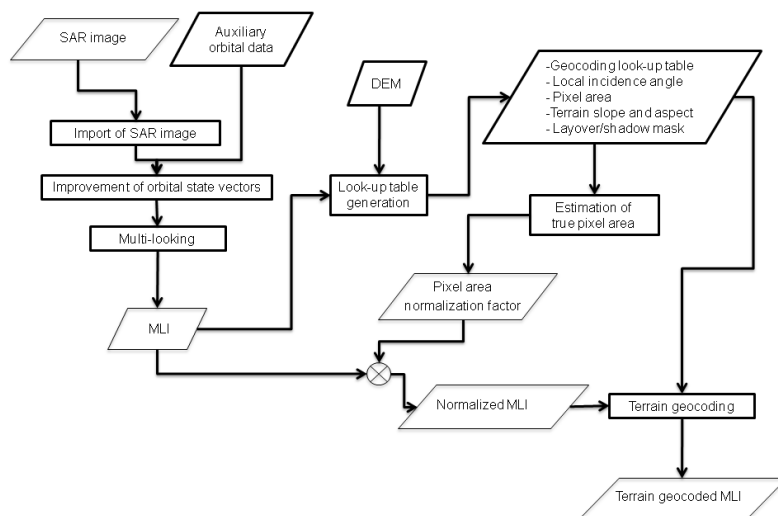 SAR image
Auxiliary
orbital data
DEM
-Geocoding look-up table
- Local incidence angle
- Pixel area
-Terrain slope and aspect
- Layover/shadow mask
Import of SAR image
Improvement of orbital state vectors
Look-up table
generation
Estimation of
true pixel area
Multi-looking
Pixel area
normalization factor
MLI
Normalized MLI
Terrain geocoding
Terrain geocoded MLI